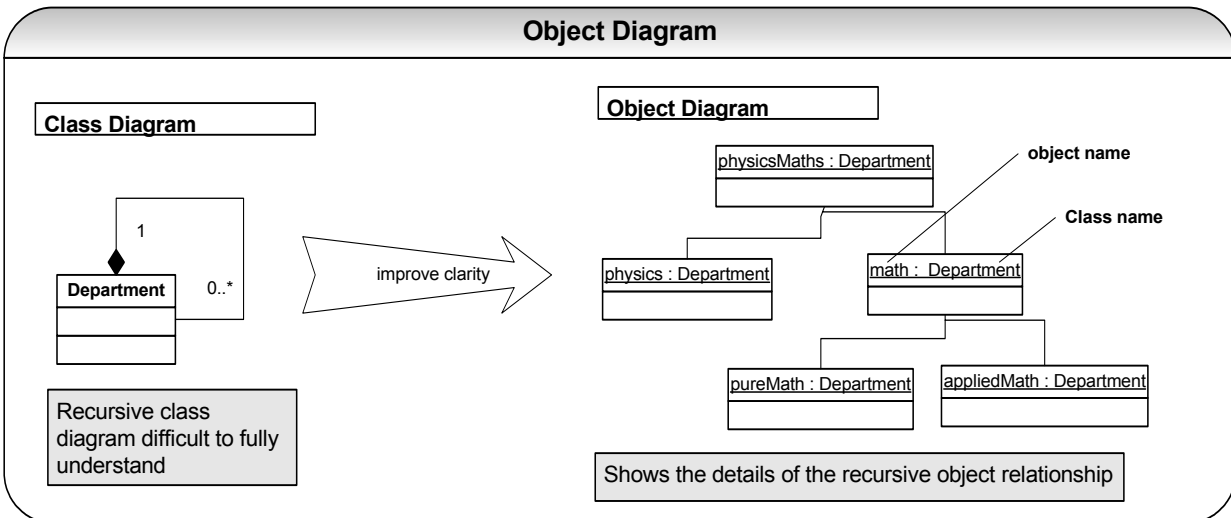 Object Diagram
Class Diagram
1
Department
0..*
Recursive class
diagram difficult to fully
understand
improve clarity
Object Diagram
physicsMaths : Department
object name
Class name
physics : Department
math :  Department
pureMath : Department
appliedMath : Department
Shows the details of the recursive object relationship